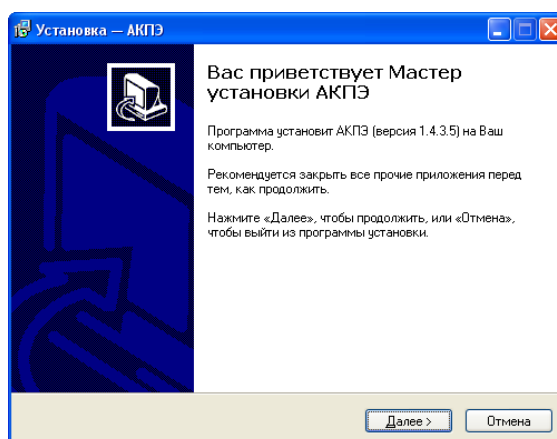 Установка — АКПЭ
Вас приветствует Мастер
установки АКПЭ
Программа установит АКПЭ (версия 1.4.3.5) на Ваш
компьютер.
Рекомендуется закрыть все прочие приложения перед
тем, как продолжить.
Нажмите «Далее», чтобы продолжить, или «Отмена»,
чтобы выйти из программы установки.
Далее >
Отмена